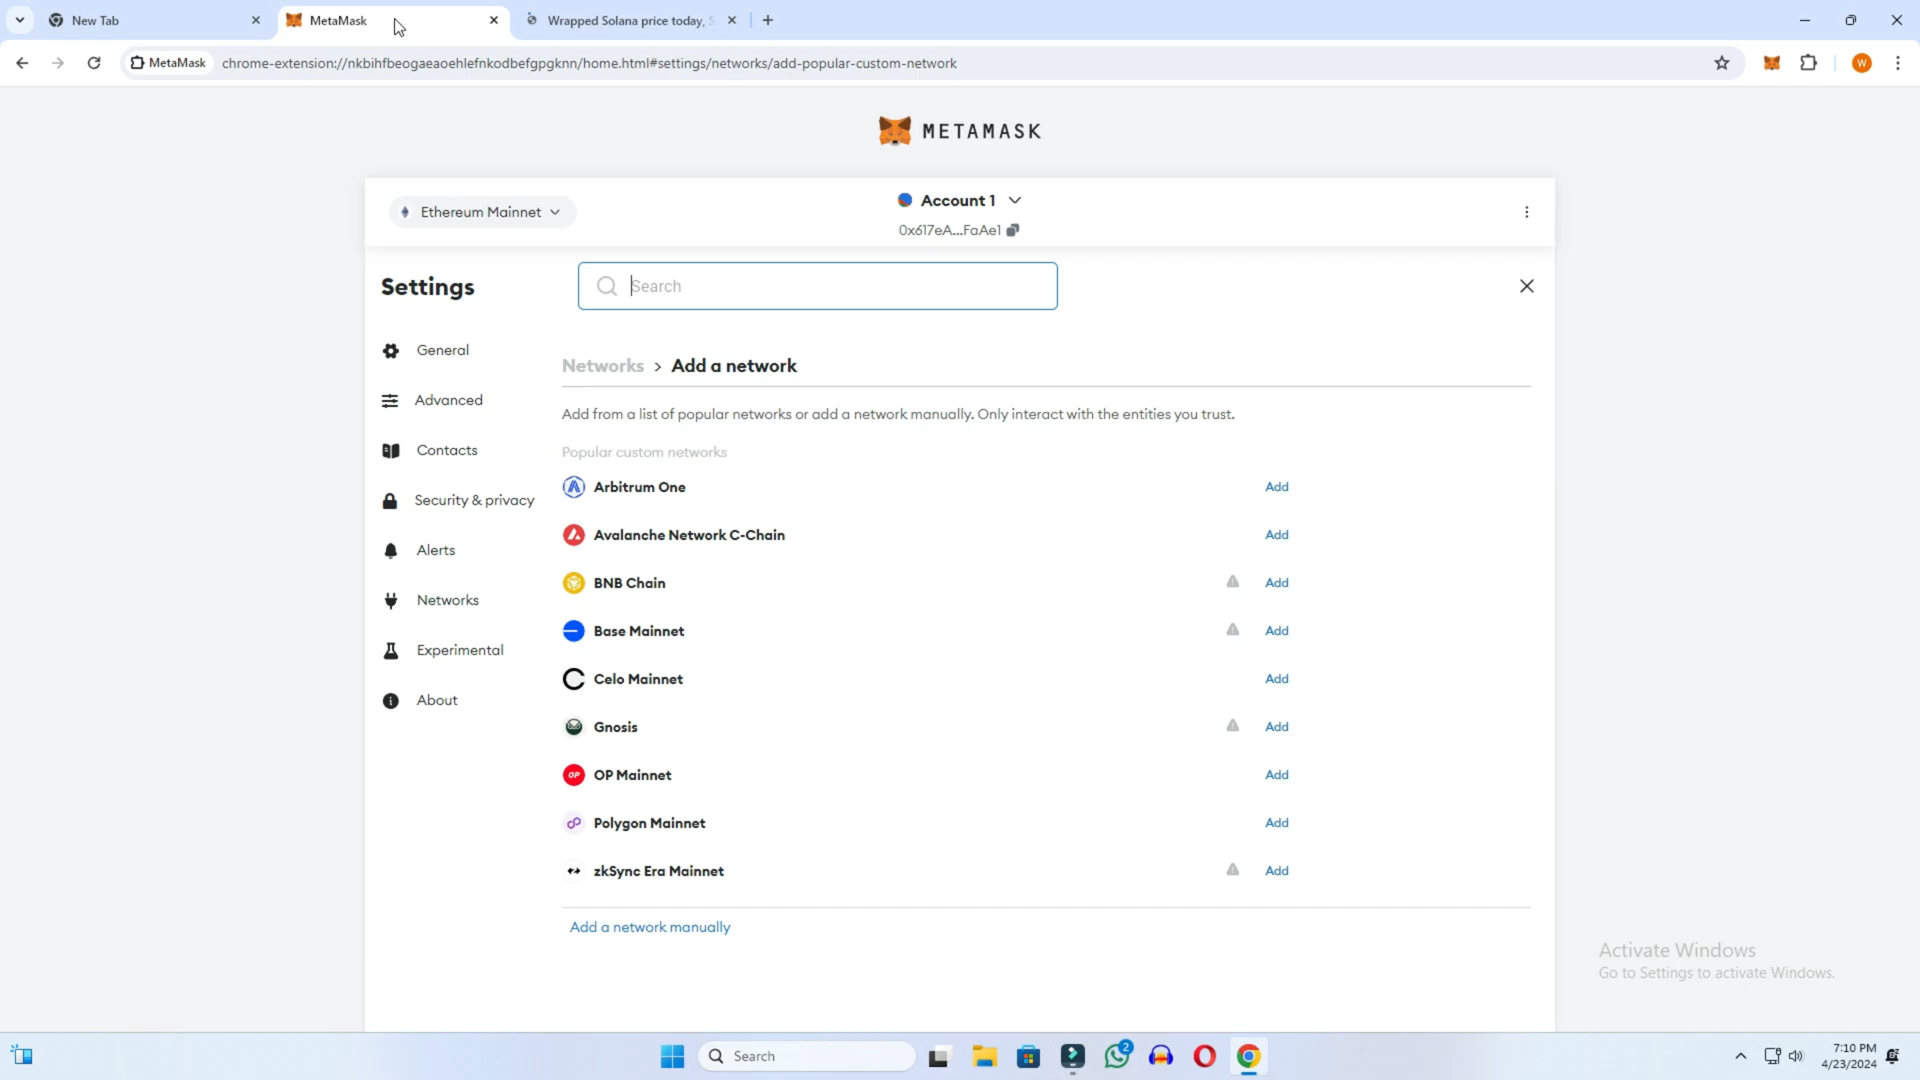 New Tab
MetaMask
Wrapped Solana price today, S
MetaMask
chrome-extension://nkbihfbeogaeaoehlefnkodbefgpgknn/home.html#settings/networks/add-popular-custom-network
W
METAMASK
Ethereum Mainnet
Account 1
0x617eA...FaAe1
Settings
Search
General
Advanced
Contacts
Security & privacy
Alerts
Networks
Experimental
About
Networks > Add a network
Add from a list of popular networks or add a network manually. Only interact with the entities you trust.
Popular custom networks
Arbitrum One Add
Avalanche Network C-Chain Add
BNB Chain Add
Base Mainnet Add
Celo Mainnet Add
Gnosis Add
OP OP Mainnet Add
Polygon Mainnet Add
zkSync Era Mainnet Add
Add a network manually
Activate Windows
Go to Settings to activate Windows.
Search
2
7:10 PM
4/23/2024